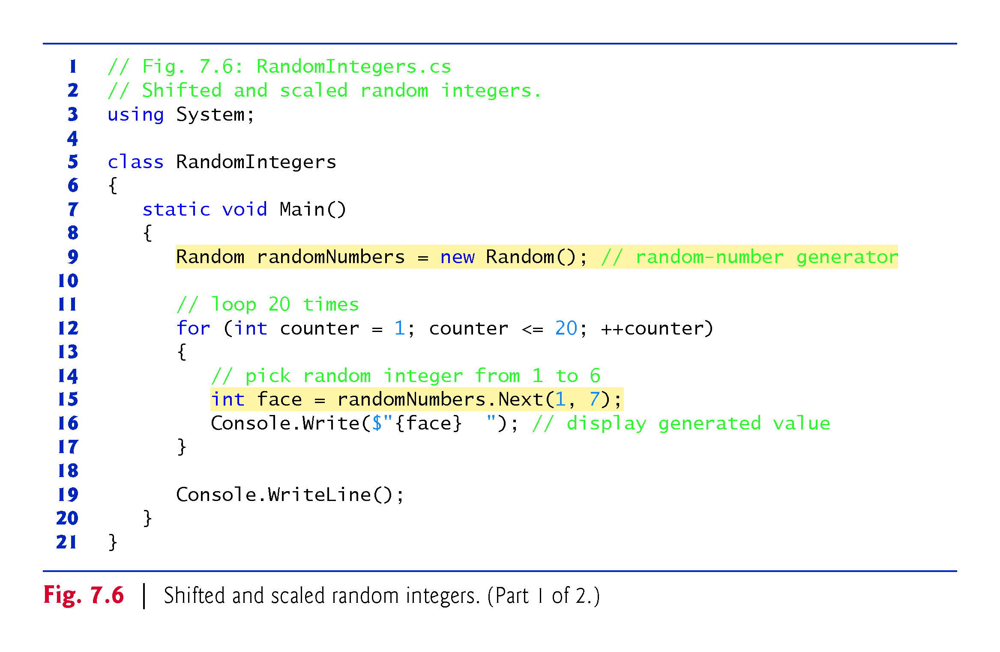 1 // Fig. 7.6: RandomIntegers.cs
2 // Shifted and scaled random integers.
3 using System;
4
5 class RandomIntegers
6 {
7    static void Main()
8    {
9       Random randomNumbers = new Random(); // random-number generator
10
11       // loop 20 times
12       for (int counter = 1; counter <= 20; ++counter)
13       {
14          // pick random integer from 1 to 6
15          int face = randomNumbers.Next(1, 7);
16          Console.Write($"{face}  "); // display generated value
17       }
18
19       Console.WriteLine();
20    }
21 }
Fig. 7.6 | Shifted and scaled random integers. (Part 1 of 2.)